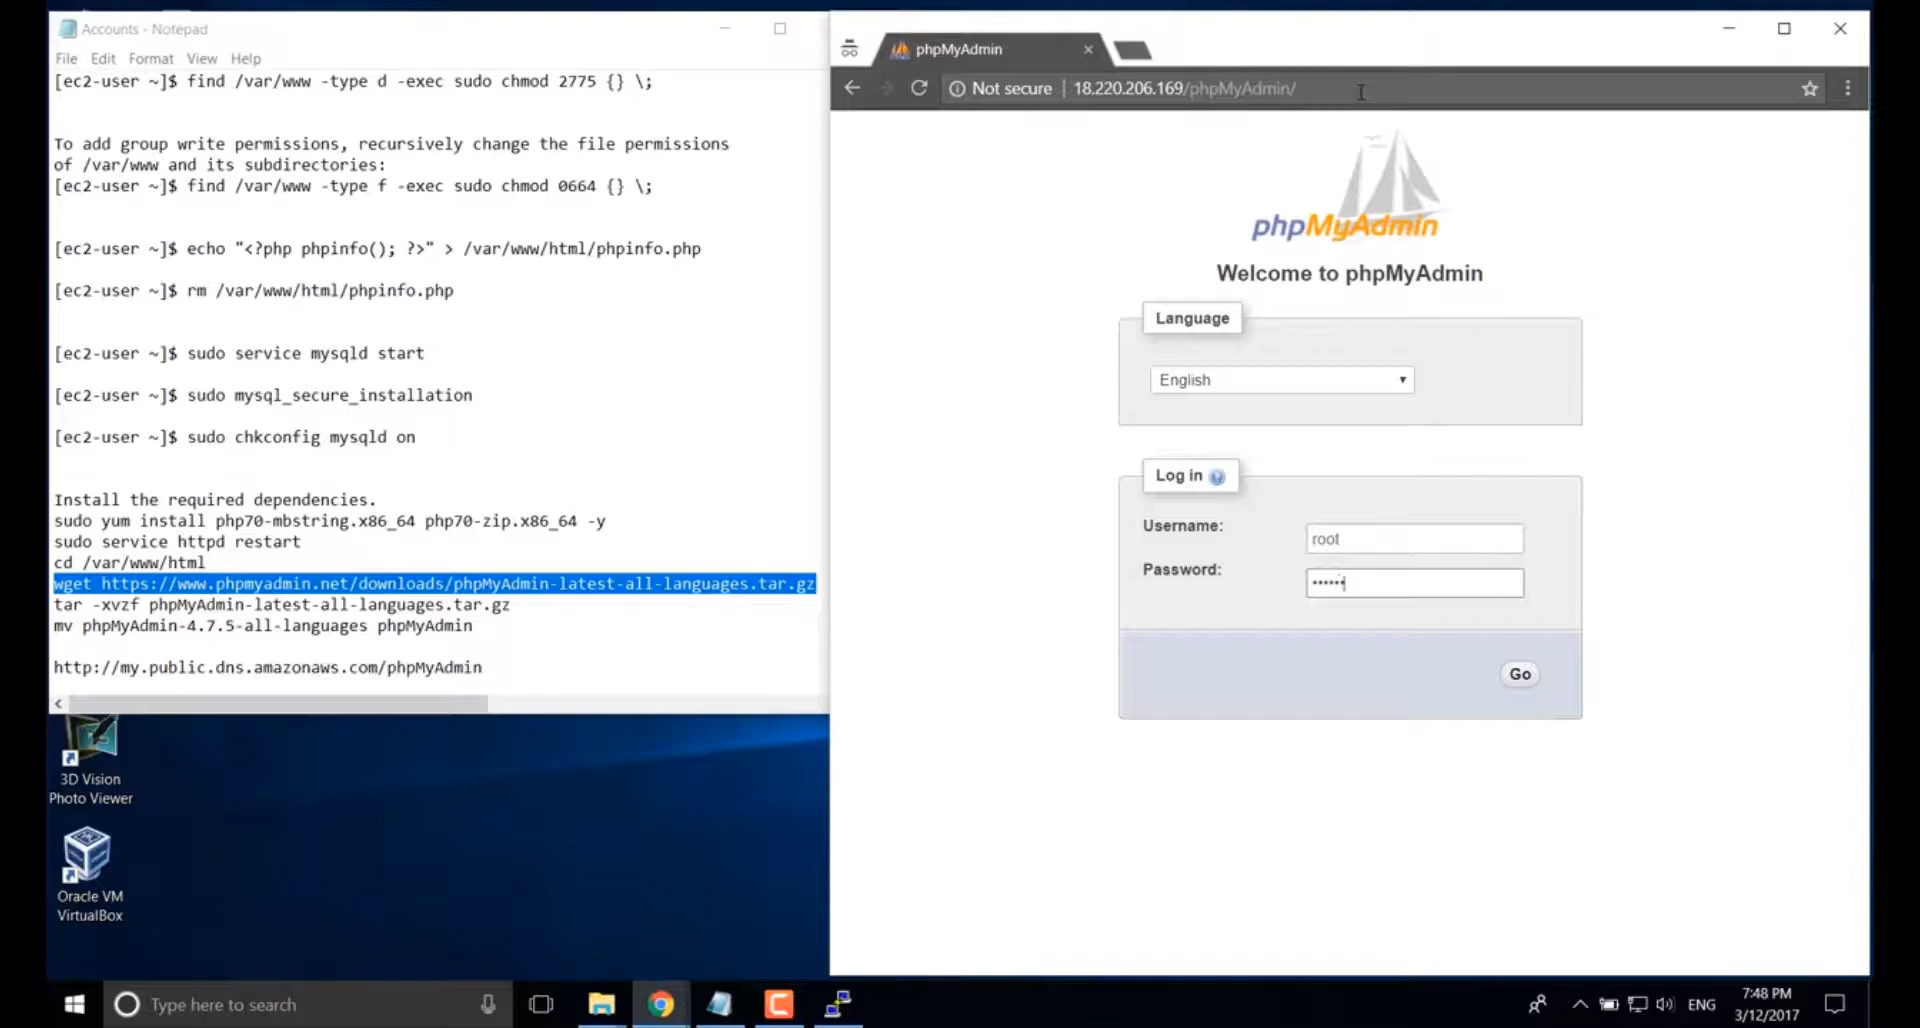 Accounts - Notepad
File Edit Format View Help
[ec2-user ~]$ find /var/www -type d -exec sudo chmod 2775 {} \;
To add group write permissions, recursively change the file permissions
of /var/www and its subdirectories:
[ec2-user ~]$ find /var/www -type f -exec sudo chmod 0664 {} \;
[ec2-user ~]$ echo "<?php phpinfo(); ?>" > /var/www/html/phpinfo.php
[ec2-user ~]$ rm /var/www/html/phpinfo.php
[ec2-user ~]$ sudo service mysqld start
[ec2-user ~]$ sudo mysql_secure_installation
[ec2-user ~]$ sudo chkconfig mysqld on
Install the required dependencies.
sudo yum install php70-mbstring.x86_64 php70-zip.x86_64 -y
sudo service httpd restart
cd /var/www/html
wget https://www.phpmyadmin.net/downloads/phpMyAdmin-latest-all-languages.tar.gz
tar -xvzf phpMyAdmin-latest-all-languages.tar.gz
mv phpMyAdmin-4.7.5-all-languages phpMyAdmin
http://my.public.dns.amazonaws.com/phpMyAdmin
3D Vision
Photo Viewer
Oracle VM
VirtualBox
phpMyAdmin
Not secure 18.220.206.169/phpMyAdmin/
phpMyAdmin
Welcome to phpMyAdmin
Language
English
Log in
Username:
root
Password:
••••••
Go
Type here to search
ENG
7:48 PM
3/12/2017